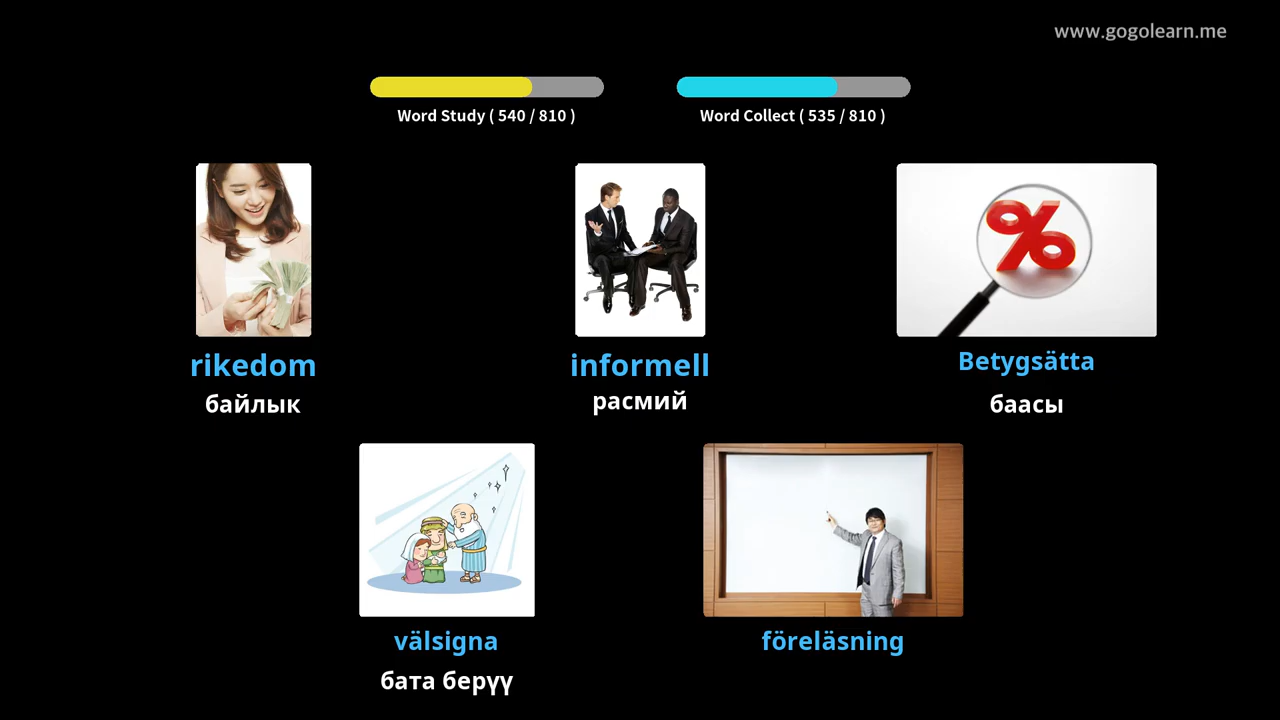 www.gogolearn.me
Word Study ( 540 / 810 )
Word Collect ( 535 / 810 )
rikedom
байлык
informell
расмий
%
Betygsätta
баасы
välsigna
бата берүү
föreläsning